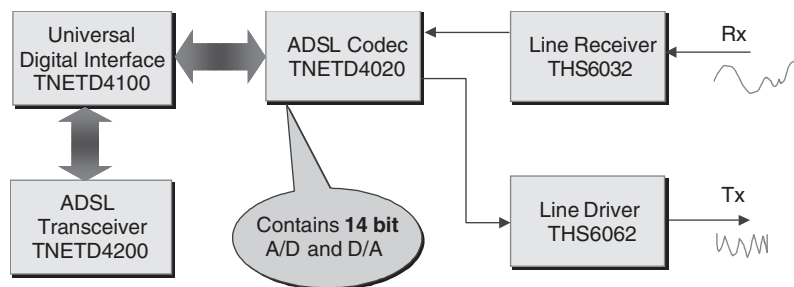 Universal
Digital Interface
TNETD4100
ADSL Codec
TNETD4020
Line Receiver
THS6032
Rx
ADSL
Transceiver
TNETD4200
Contains 14 bit
A/D and D/A
Line Driver
THS6062
Tx